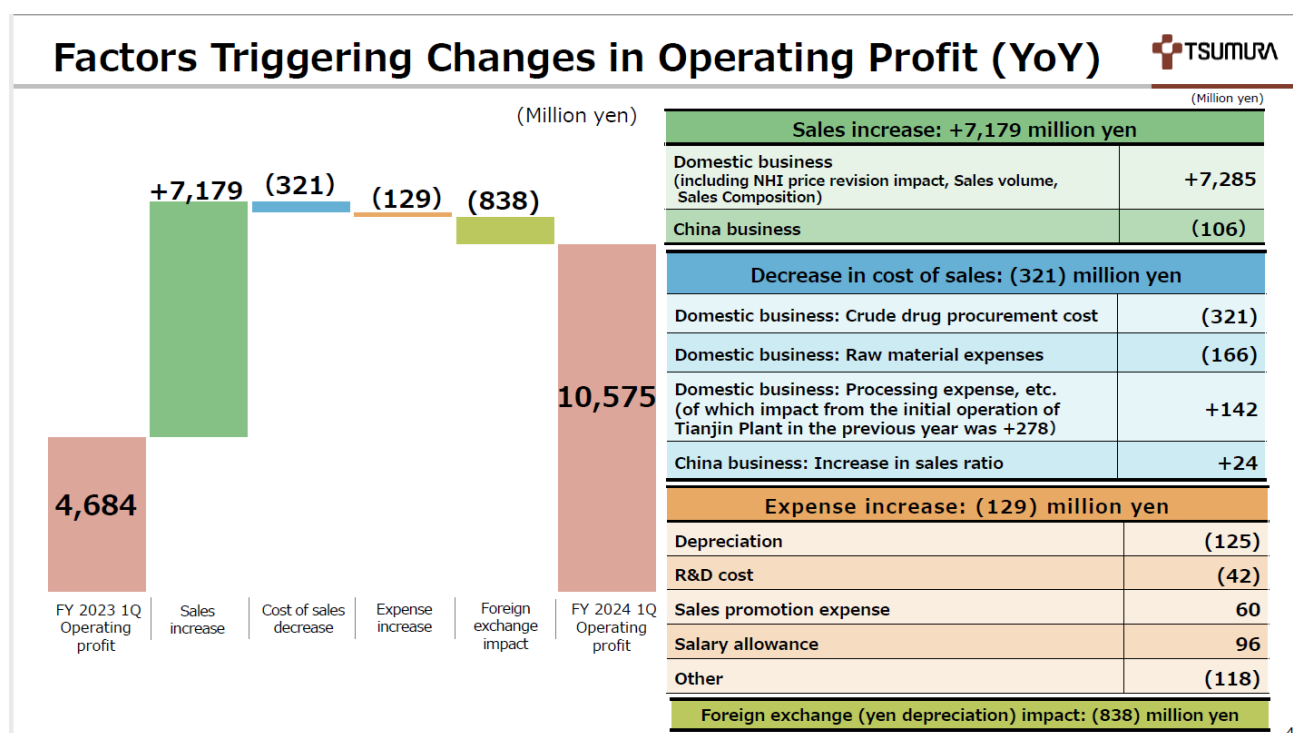 Factors Triggering Changes in Operating Profit (YoY)
TSUMURA
(Million yen)
(Million yen)
+7,179
(321)
(129)
(838)
10,575
4,684
FY 2023 1Q
Operating
profit
Sales
increase
Cost of sales
decrease
Expense
increase
Foreign
exchange
impact
FY 2024 1Q
Operating
profit
Sales increase: +7,179 million yen
Domestic business
(including NHI price revision impact, Sales volume,
Sales Composition)
+7,285
China business
(106)
Decrease in cost of sales: (321) million yen
Domestic business: Crude drug procurement cost
(321)
Domestic business: Raw material expenses
(166)
Domestic business: Processing expense, etc.
(of which impact from the initial operation of
Tianjin Plant in the previous year was +278)
+142
China business: Increase in sales ratio
+24
Expense increase: (129) million yen
Depreciation
(125)
R&D cost
(42)
Sales promotion expense
60
Salary allowance
96
Other
(118)
Foreign exchange (yen depreciation) impact: (838) million yen